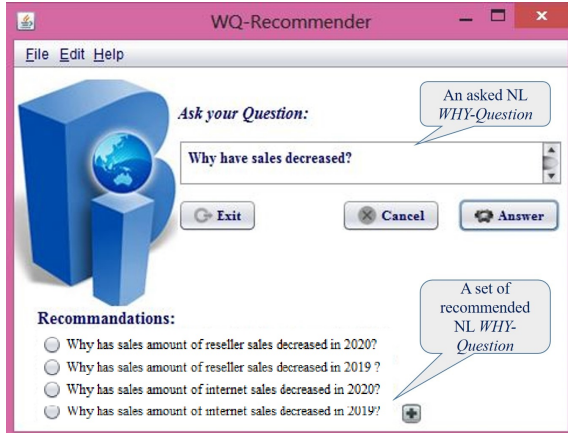 WQ-Recommender
File Edit Help
An asked NL
WHY-Question
Ask your Question:
Why have sales decreased?
Exit
Cancel
Answer
A set of
recommended
NL WHY-
Question
Recommandations:
Why has sales amount of reseller sales decreased in 2020?
Why has sales amount of reseller sales decreased in 2019 ?
Why has sales amount of internet sales decreased in 2020?
Why has sales amount of internet sales decreased in 2019?